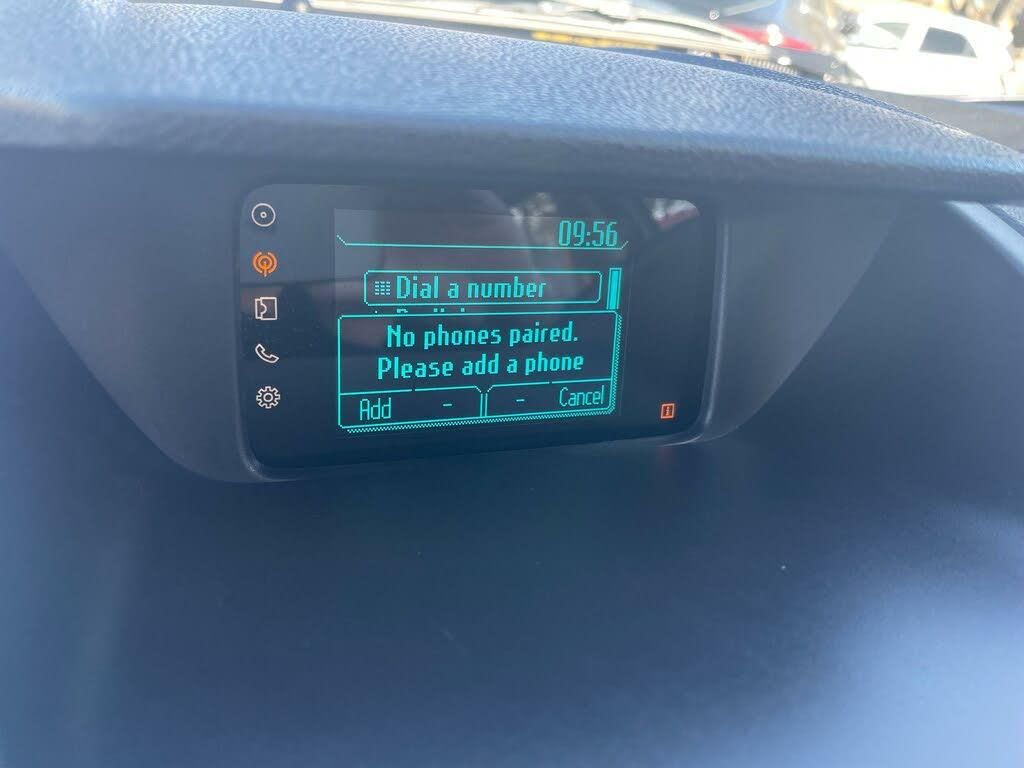 09:56
Dial a number
No phones paired.
Please add a phone
Add - - Cancel
i